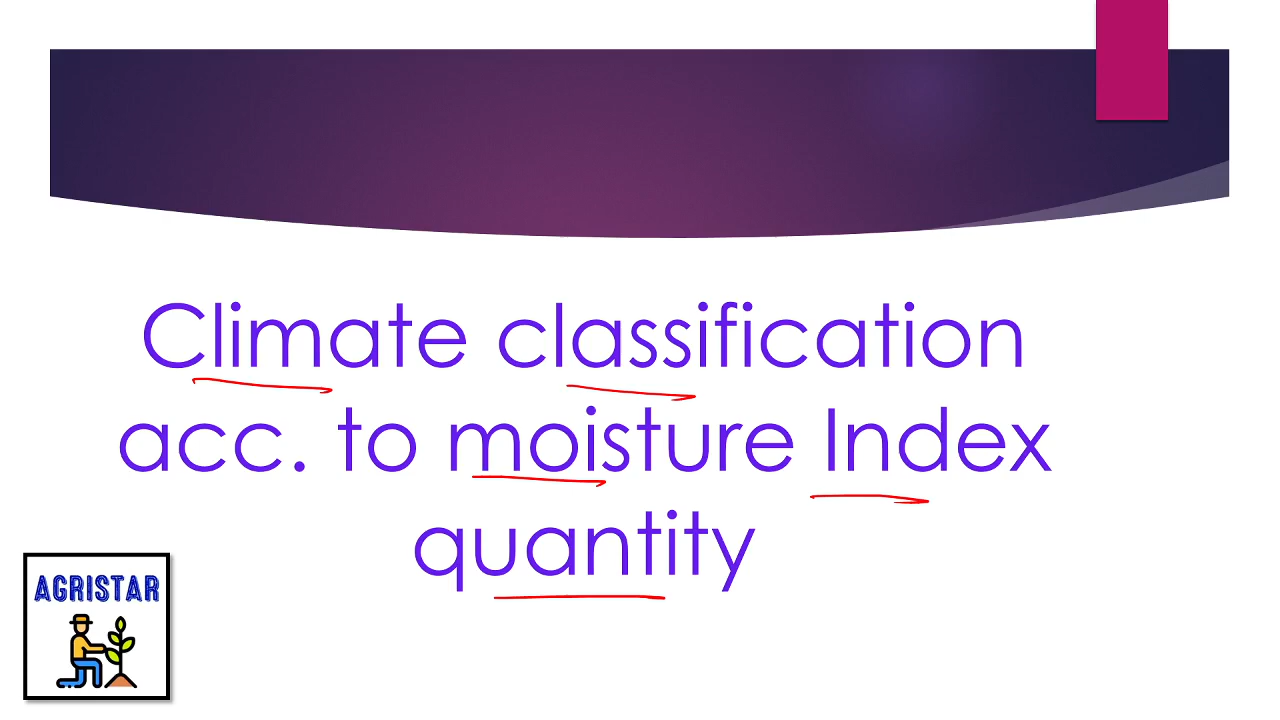 Climate classification
acc. to moisture Index
quantity
AGRISTAR